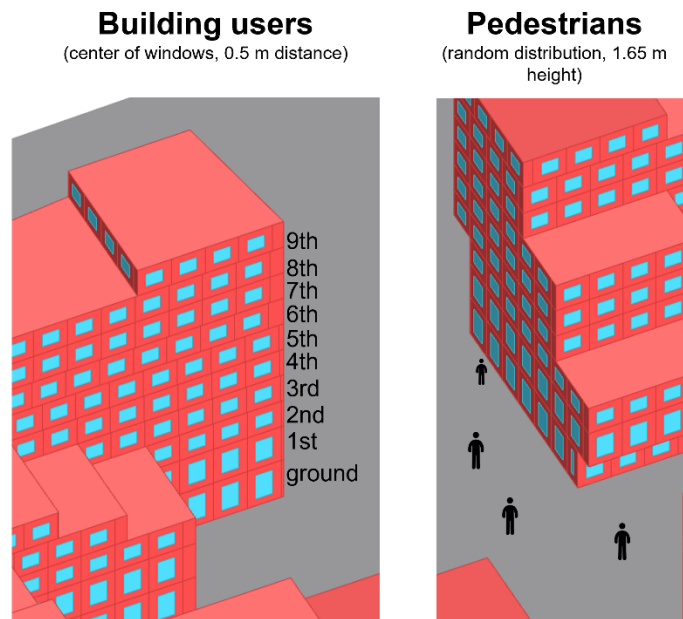 Building users
(center of windows, 0.5 m distance)
Pedestrians
(random distribution, 1.65 m
height)
9th
8th
7th
6th
5th
4th
3rd
2nd
1st
ground